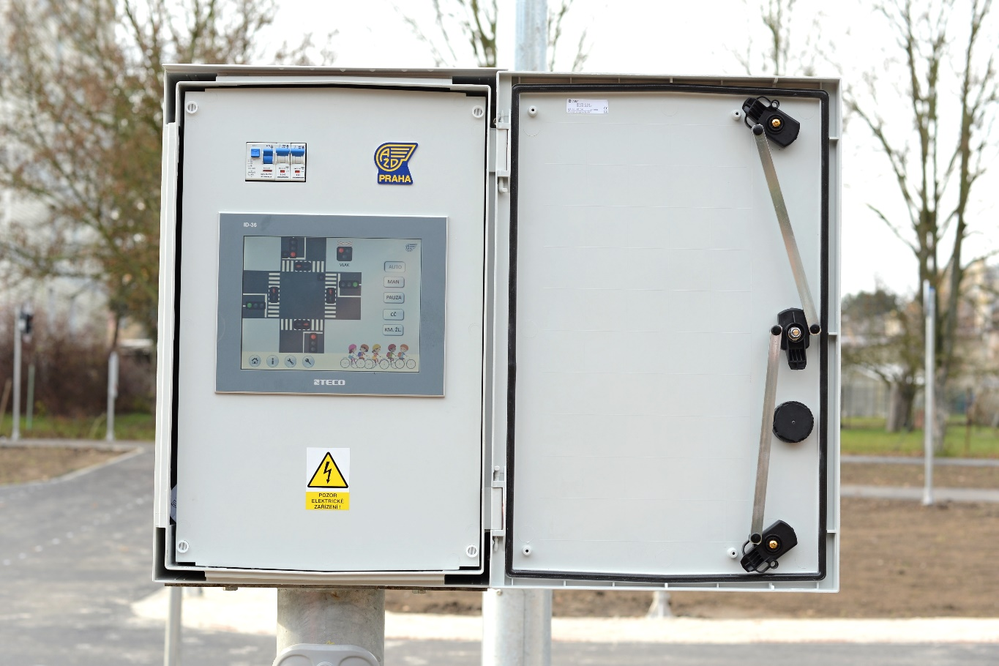 AŽD
PRAHA
ID-36
VLAK
AUTO
MAN
PAUZA
CČ
KM. ŽL.
TECO
POZOR
ELEKTRICKÉ
ZAŘÍZENÍ !